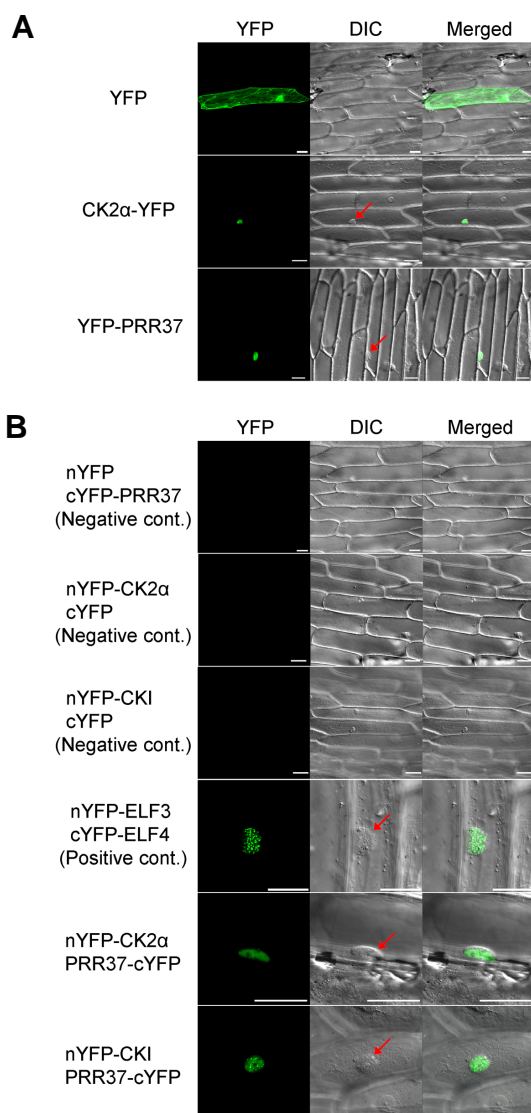 A
YFP DIC Merged
YFP
CK2α-YFP
YFP-PRR37
B
YFP DIC Merged
nYFP
cYFP-PRR37
(Negative cont.)
nYFP-CK2α
cYFP
(Negative cont.)
nYFP-CKI
cYFP
(Negative cont.)
nYFP-ELF3
cYFP-ELF4
(Positive cont.)
nYFP-CK2α
PRR37-cYFP
nYFP-CKI
PRR37-cYFP